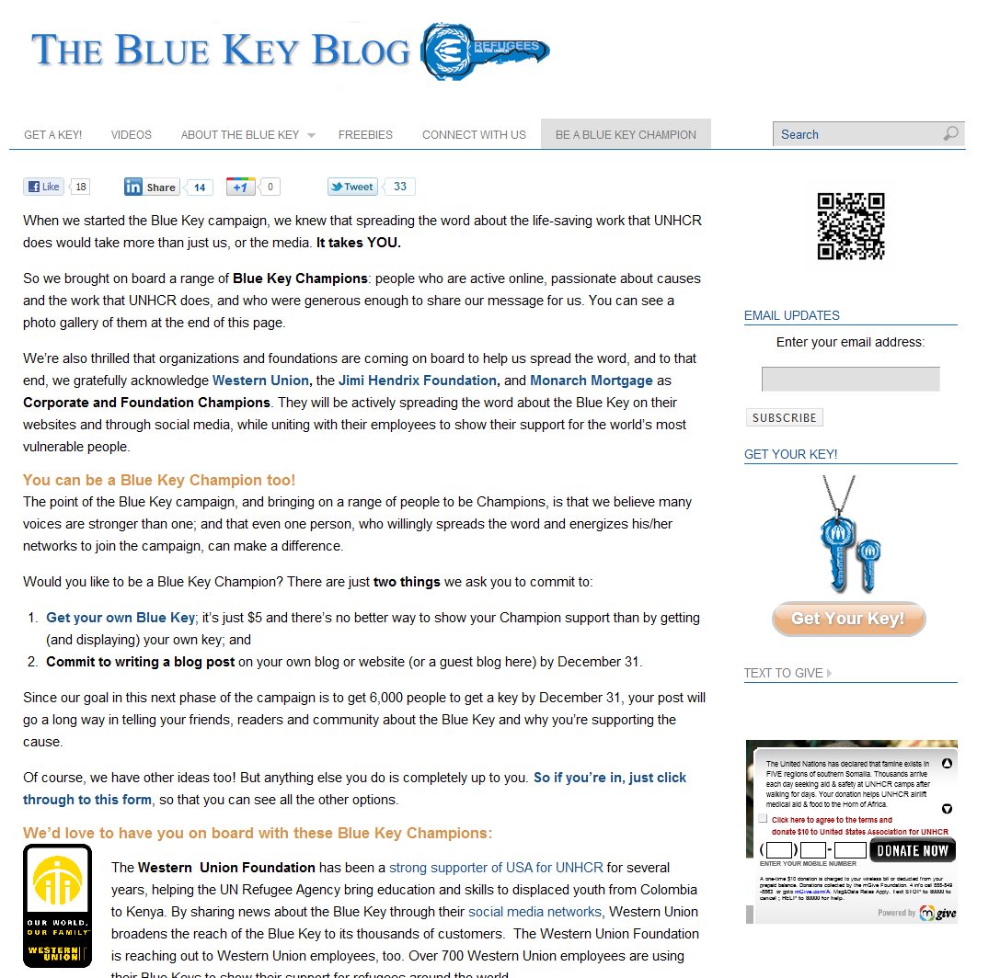 THE BLUE KEY BLOG
REFUGEES
USA FOR UNHCR
GET A KEY!
VIDEOS
ABOUT THE BLUE KEY
FREEBIES
CONNECT WITH US
BE A BLUE KEY CHAMPION
Search
Like 18
in Share 14
+1 0
Tweet 33
When we started the Blue Key campaign, we knew that spreading the word about the life-saving work that UNHCR
does would take more than just us, or the media. It takes YOU.
So we brought on board a range of Blue Key Champions: people who are active online, passionate about causes
and the work that UNHCR does, and who were generous enough to share our message for us. You can see a
photo gallery of them at the end of this page.
We're also thrilled that organizations and foundations are coming on board to help us spread the word, and to that
end, we gratefully acknowledge Western Union, the Jimi Hendrix Foundation, and Monarch Mortgage as
Corporate and Foundation Champions. They will be actively spreading the word about the Blue Key on their
websites and through social media, while uniting with their employees to show their support for the world's most
vulnerable people.
You can be a Blue Key Champion too!
The point of the Blue Key campaign, and bringing on a range of people to be Champions, is that we believe many
voices are stronger than one; and that even one person, who willingly spreads the word and energizes his/her
networks to join the campaign, can make a difference.
Would you like to be a Blue Key Champion? There are just two things we ask you to commit to:
1. Get your own Blue Key; it's just $5 and there's no better way to show your Champion support than by getting
(and displaying) your own key; and
2. Commit to writing a blog post on your own blog or website (or a guest blog here) by December 31.
Since our goal in this next phase of the campaign is to get 6,000 people to get a key by December 31, your post will
go a long way in telling your friends, readers and community about the Blue Key and why you're supporting the
cause.
Of course, we have other ideas too! But anything else you do is completely up to you. So if you're in, just click
through to this form, so that you can see all the other options.
We'd love to have you on board with these Blue Key Champions:
OUR WORLD.
OUR FAMILY
WESTERN
UNION
The Western Union Foundation has been a strong supporter of USA for UNHCR for several
years, helping the UN Refugee Agency bring education and skills to displaced youth from Colombia
to Kenya. By sharing news about the Blue Key through their social media networks, Western Union
broadens the reach of the Blue Key to its thousands of customers. The Western Union Foundation
is reaching out to Western Union employees, too. Over 700 Western Union employees are using
their Blue Keys to show their support for refugees around the world.
EMAIL UPDATES
Enter your email address:
SUBSCRIBE
GET YOUR KEY!
Get Your Key!
TEXT TO GIVE
The United Nations has declared that famine exists in
FIVE regions of southern Somalia. Thousands arrive
each day seeking aid & safety at UNHCR camps after
walking for days. Your donation helps UNHCR airlift
medical aid & food to the Horn of Africa.
Click here to agree to the terms and
donate $10 to United States Association for UNHCR
( ) - DONATE NOW
ENTER YOUR MOBILE NUMBER
A one-time $10 donation is charged to your wireless bill or deducted from your
prepaid balance. Donations collected by the mGive Foundation. 4 info call
or goto mGive.com/A. Msg&Data Rates Apply. Text STOP to 80000 to
cancel ; HELP to 80000 for help.
Powered by m give